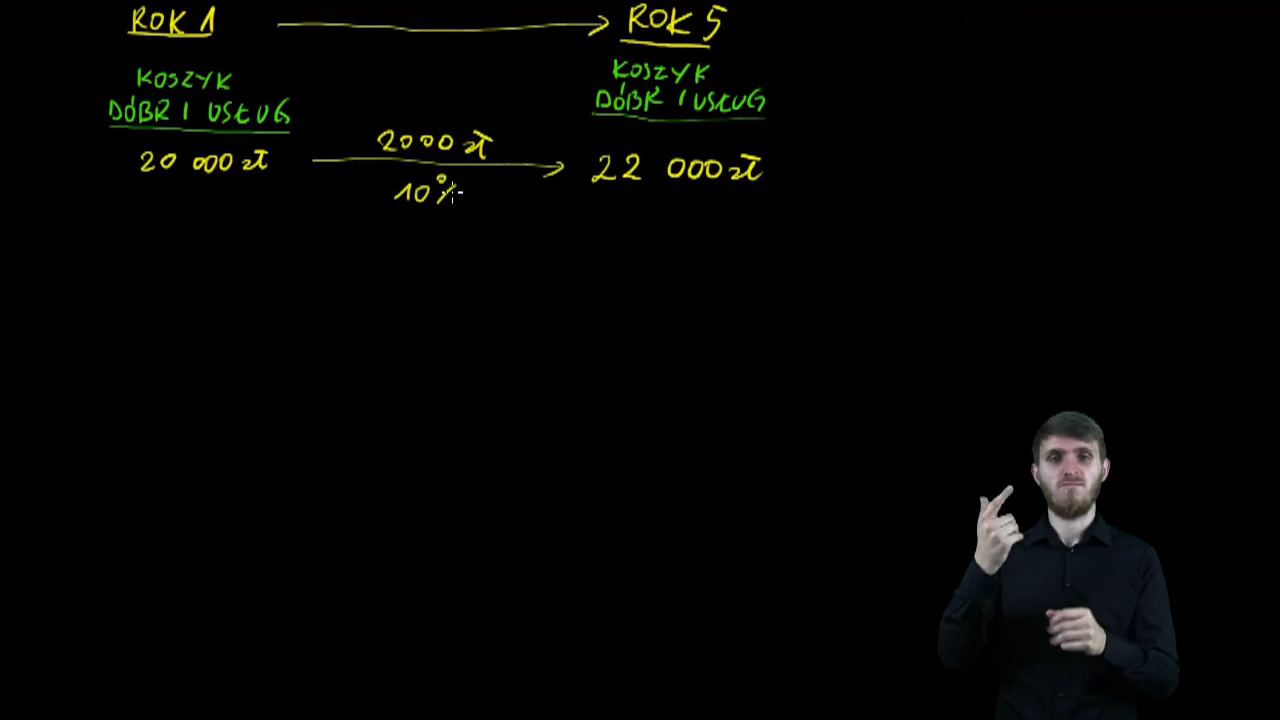 ROK 1 ROK 5
KOSZYK
DÓBR I USŁUG
KOSZYK
DÓBR I USŁUG
20 000 zł 2000 zł 22 000 zł
10%